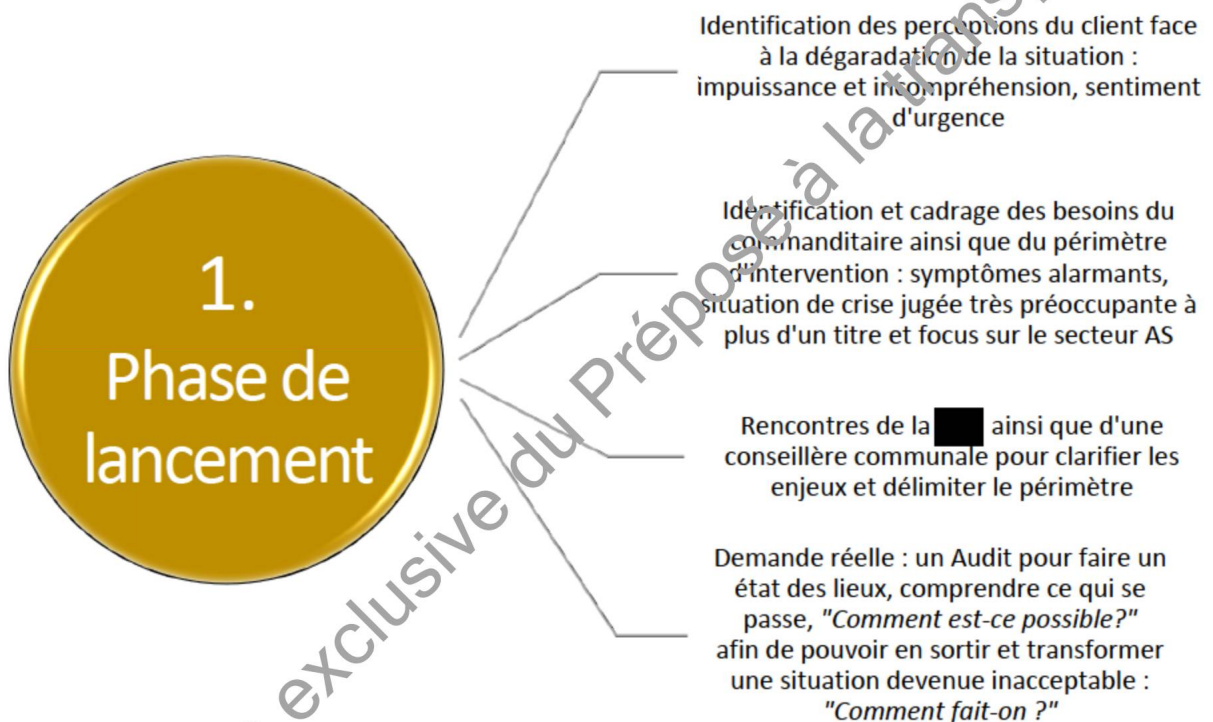 1.
Phase de
lancement
Identification des perceptions du client face
à la dégaradation de la situation :
impuissance et incompréhension, sentiment
d'urgence
Identification et cadrage des besoins du
commanditaire ainsi que du périmètre
d'intervention : symptômes alarmants,
situation de crise jugée très préoccupante à
plus d'un titre et focus sur le secteur AS
Rencontres de la ainsi que d'une
conseillère communale pour clarifier les
enjeux et délimiter le périmètre
Demande réelle : un Audit pour faire un
état des lieux, comprendre ce qui se
passe, "Comment est-ce possible?"
afin de pouvoir en sortir et transformer
une situation devenue inacceptable :
"Comment fait-on ?"
exclusive du Préposé à la